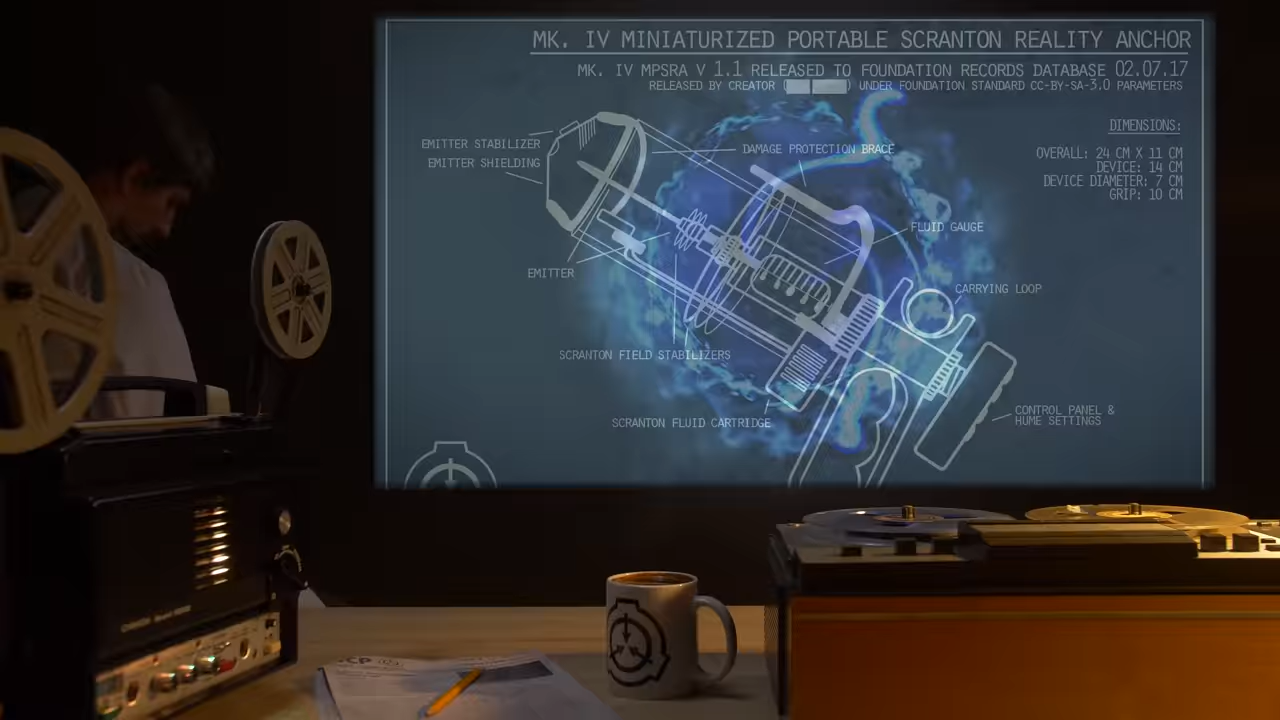 MK. IV MINIATURIZED PORTABLE SCRANTON REALITY ANCHOR
MK. IV MPSRA V 1.1 RELEASED TO FOUNDATION RECORDS DATABASE 02.07.17
RELEASED BY CREATOR ( ) UNDER FOUNDATION STANDARD CC-BY-SA-3.0 PARAMETERS
DIMENSIONS:
OVERALL: 24 CM X 11 CM
DEVICE: 14 CM
DEVICE DIAMETER: 7 CM
GRIP: 10 CM
EMITTER STABILIZER
EMITTER SHIELDING
DAMAGE PROTECTION BRACE
FLUID GAUGE
EMITTER
CARRYING LOOP
SCRANTON FIELD STABILIZERS
SCRANTON FLUID CARTRIDGE
CONTROL PANEL &
HUME SETTINGS